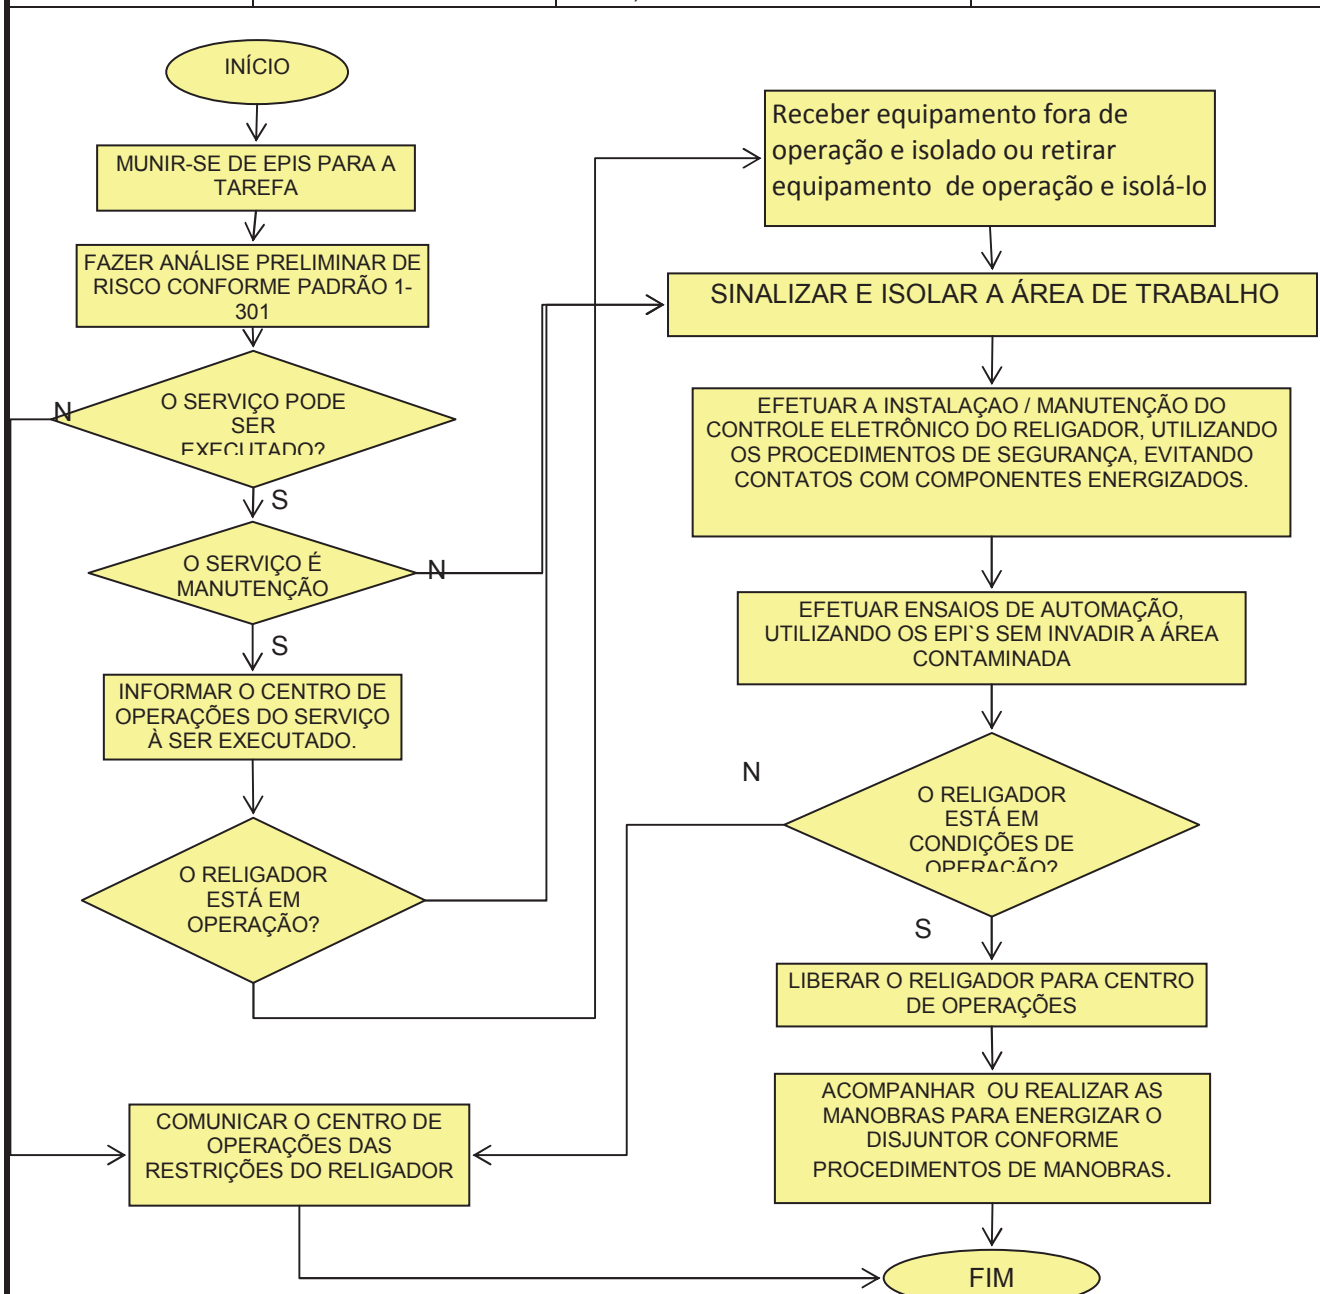 INÍCIO
MUNIR-SE DE EPIS PARA A
TAREFA
FAZER ANÁLISE PRELIMINAR DE
RISCO CONFORME PADRÃO 1-
301
N
O SERVIÇO PODE
SER
EXECUTADO?
S
O SERVIÇO É
MANUTENÇÃO
N
S
INFORMAR O CENTRO DE
OPERAÇÕES DO SERVIÇO
À SER EXECUTADO.
O RELIGADOR
ESTÁ EM
OPERAÇÃO?
COMUNICAR O CENTRO DE
OPERAÇÕES DAS
RESTRIÇÕES DO RELIGADOR
Receber equipamento fora de
operação e isolado ou retirar
equipamento  de operação e isolá-lo
SINALIZAR E ISOLAR A ÁREA DE TRABALHO
EFETUAR A INSTALAÇAO / MANUTENÇÃO DO
CONTROLE ELETRÔNICO DO RELIGADOR, UTILIZANDO
OS PROCEDIMENTOS DE SEGURANÇA, EVITANDO
CONTATOS COM COMPONENTES ENERGIZADOS.
EFETUAR ENSAIOS DE AUTOMAÇÃO,
UTILIZANDO OS EPI`S SEM INVADIR A ÁREA
CONTAMINADA
N
O RELIGADOR
ESTÁ EM
CONDIÇÕES DE
OPERAÇÃO?
S
LIBERAR O RELIGADOR PARA CENTRO
DE OPERAÇÕES
ACOMPANHAR  OU REALIZAR AS
MANOBRAS PARA ENERGIZAR O
DISJUNTOR CONFORME
PROCEDIMENTOS DE MANOBRAS.
FIM